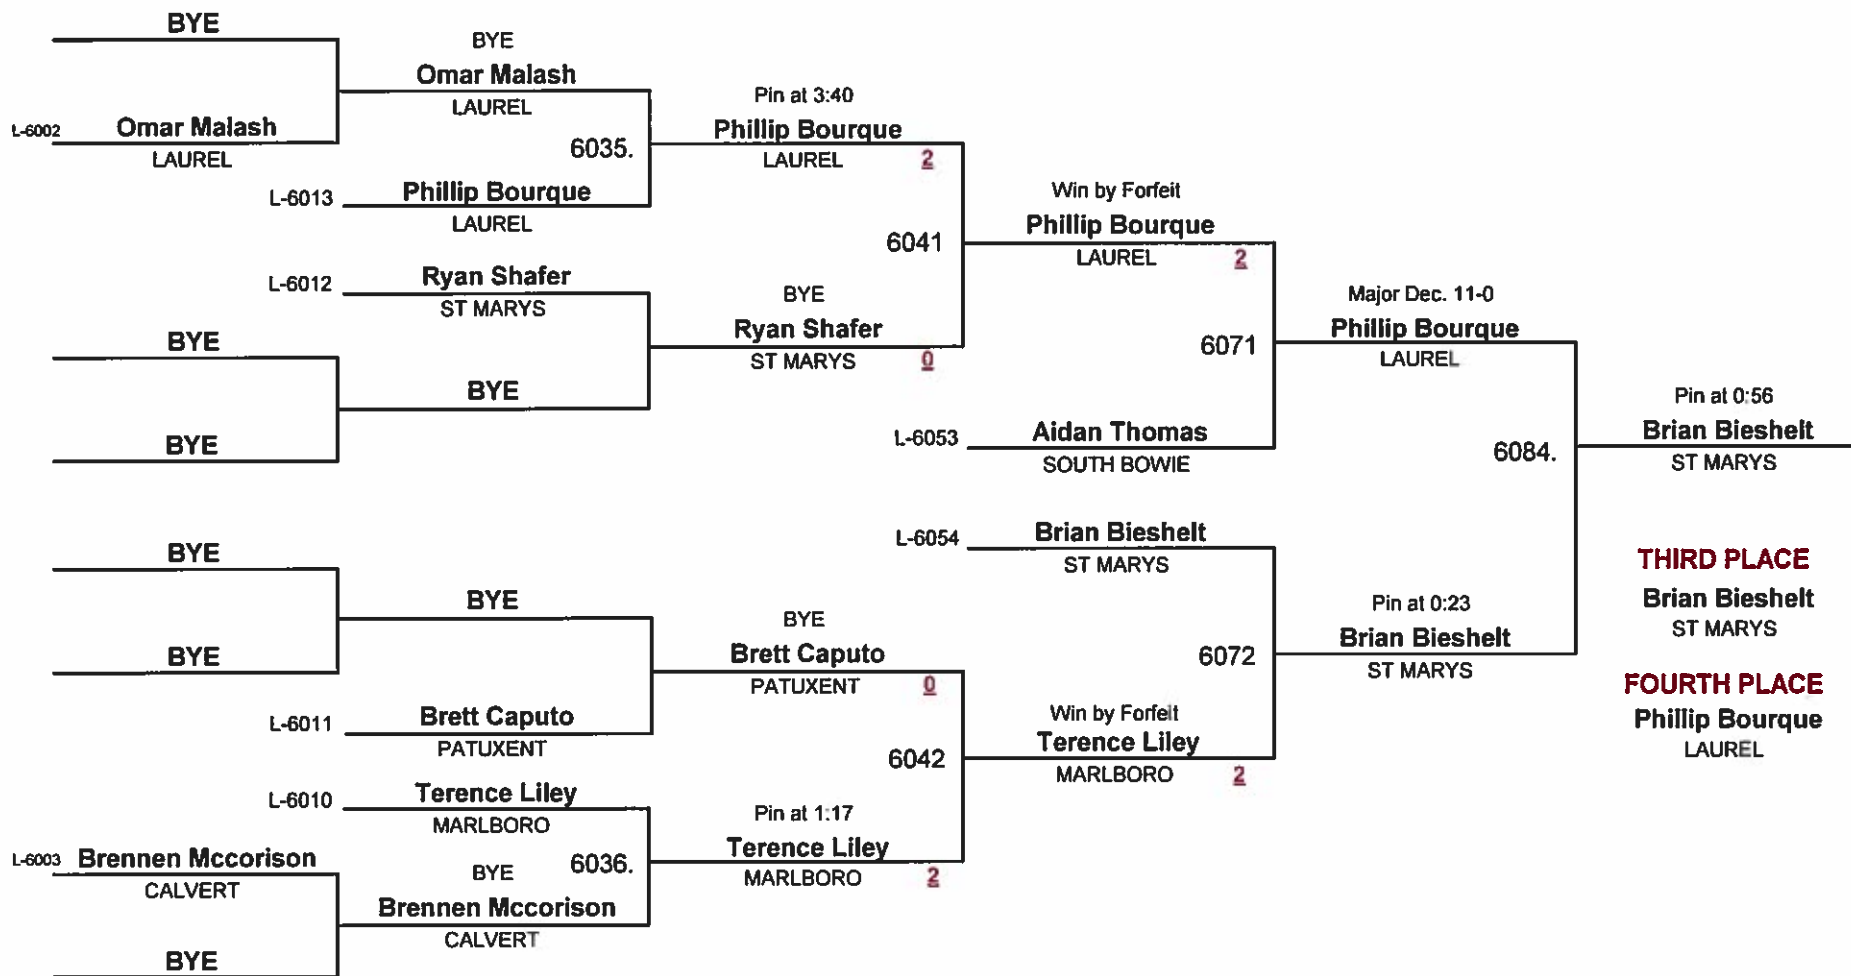 BYE
L-6002 Omar Malash
LAUREL
BYE
Omar Malash
LAUREL
6035.
L-6013 Phillip Bourque
LAUREL
Pin at 3:40
Phillip Bourque
LAUREL 2
L-6012 Ryan Shafer
ST MARYS
BYE
BYE
BYE
BYE
Ryan Shafer
ST MARYS 0
6041
Win by Forfeit
Phillip Bourque
LAUREL 2
6071
L-6053 Aidan Thomas
SOUTH BOWIE
Major Dec. 11-0
Phillip Bourque
LAUREL
6084.
Pin at 0:56
Brian Bieshelt
ST MARYS
BYE
BYE
BYE
L-6011 Brett Caputo
PATUXENT
BYE
Brett Caputo
PATUXENT 0
6042
L-6010 Terence Liley
MARLBORO
6036.
L-6003 Brennen Mccorison
CALVERT
BYE
BYE
Brennen Mccorison
CALVERT
Pin at 1:17
Terence Liley
MARLBORO 2
L-6054 Brian Bieshelt
ST MARYS
6072
Win by Forfeit
Terence Liley
MARLBORO 2
Pin at 0:23
Brian Bieshelt
ST MARYS
THIRD PLACE
Brian Bieshelt
ST MARYS
FOURTH PLACE
Phillip Bourque
LAUREL